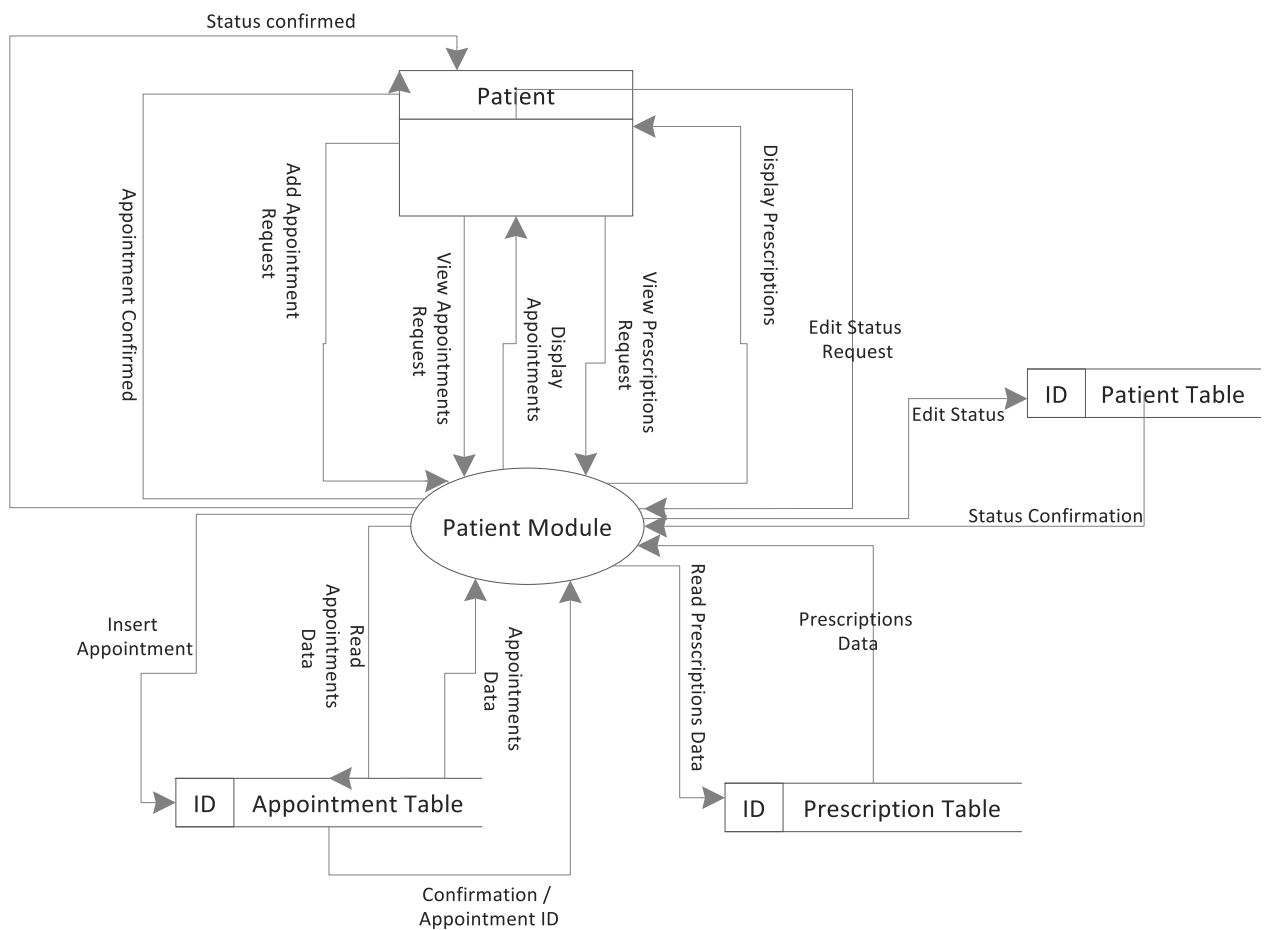 Status confirmed
Patient
Appointment Confirmed
Add Appointment
Request
View Appointments
Request
Display
Appointments
View Prescriptions
Request
Display Prescriptions
Edit Status
Request
ID
Patient Table
Edit Status
Status Confirmation
Patient Module
Insert
Appointment
Read
Appointments
Data
Appointments
Data
Read Prescriptions Data
Prescriptions
Data
ID
Appointment Table
ID
Prescription Table
Confirmation /
Appointment ID